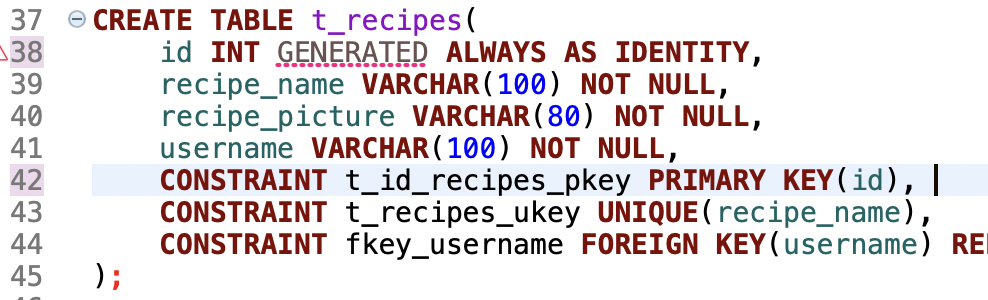 37 CREATE TABLE t_recipes(
38 id INT GENERATED ALWAYS AS IDENTITY,
39 recipe_name VARCHAR(100) NOT NULL,
40 recipe_picture VARCHAR(80) NOT NULL,
41 username VARCHAR(100) NOT NULL,
42 CONSTRAINT t_id_recipes_pkey PRIMARY KEY(id),
43 CONSTRAINT t_recipes_ukey UNIQUE(recipe_name),
44 CONSTRAINT fkey_username FOREIGN KEY(username)
45 );